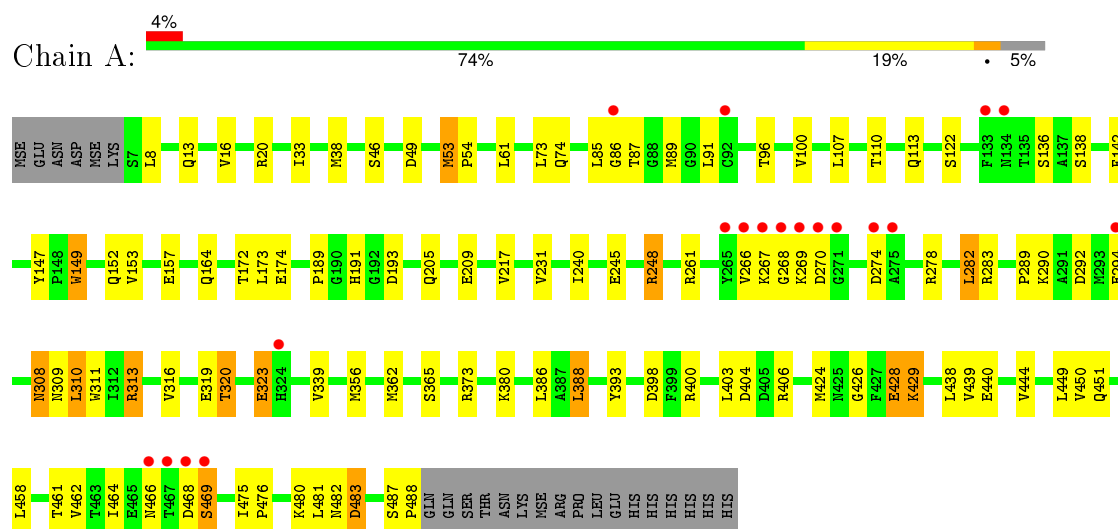 4%
Chain A:
74% 19% • 5%
MSE GLU ASN ASP MSE LYS S7 L8 Q13 V16 R20 I33 M38 S46 D49 M53 P54 L61 L73 Q74 L85 G86 T87 G88 M89 G90 L91 C92 T96 V100 L107 T110 Q113 S122 F133 N134 T135 S136 A137 S138
Y147 P148 W149 Q152 V153 E157 Q164 T172 L173 E174 P189 G190 H191 G192 D193 Q205 E209 V217 V231 I240 E245 R248 R261 Y265 V266 K267 G268 K269 D270 G271 D274 A275 R278 L282 R283 P289 K290 A291 D292 M293
N308 N309 L310 W311 I312 R313 V316 E319 T320 E323 H324 V339 M356 M362 S365 R373 K380 L386 A387 L388 Y393 D398 F399 R400 L403 D404 D405 R406 M424 N425 G426 F427 E428 K429 L438 V439 E440 V444 L449 V450 Q451
L458 T461 V462 T463 I464 E465 N466 T467 D468 S469 I475 P476 K480 L481 N482 D483 S487 P488 GLN GLN SER THR ASN LYS MSE ARG PRO LEU GLU HIS HIS HIS HIS HIS HIS